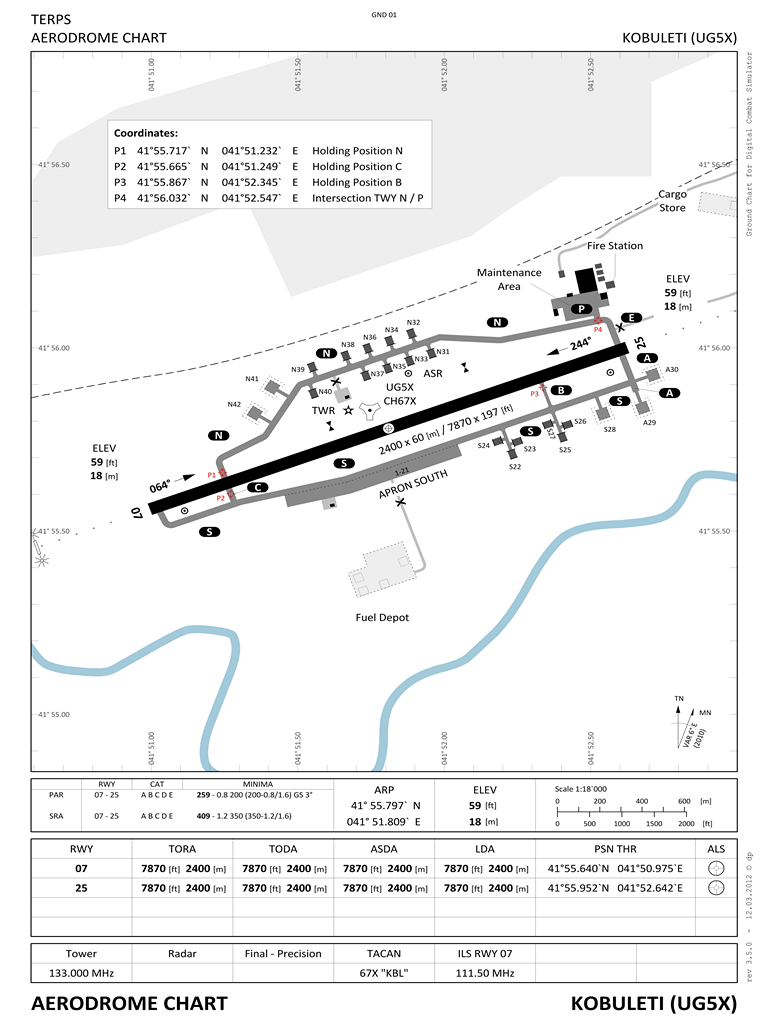 GND 01
TERPS
AERODROME CHART
KOBULETI (UG5X)
041° 51.00
041° 51.50
041° 52.00
041° 52.50
Ground Chart for Digital Combat Simulator
Coordinates:
P1 41°55.717` N 041°51.232` E Holding Position N
P2 41°55.665` N 041°51.249` E Holding Position C
P3 41°55.867` N 041°52.345` E Holding Position B
P4 41°56.032` N 041°52.547` E Intersection TWY N / P
41° 56.50
41° 56.50
Cargo
Store
Fire Station
Maintenance
Area
ELEV
59 [ft]
18 [m]
P
P4
E
N
N32
N34
N36
N38
N
N31
N33
N35
N37
N39
N40
N41
N42
244°
25
41° 56.00
41° 56.00
ASR
UG5X
CH67X
TWR
A
A30
A
A29
S
S28
B
P3
S26
S27
S25
S
S24
S23
S22
2400 x 60 [m] / 7870 x 197 [ft]
N
ELEV
59 [ft]
18 [m]
064°
P1
P2
C
S
1-21
APRON SOUTH
07
S
41° 55.50
41° 55.50
Fuel Depot
41° 55.00
TN
MN
VAR 6° E
(2010)
041° 51.00
041° 51.50
041° 52.00
041° 52.50
RWY CAT MINIMA
PAR 07 - 25 A B C D E 259 - 0.8 200 (200-0.8/1.6) GS 3°
SRA 07 - 25 A B C D E 409 - 1.2 350 (350-1.2/1.6)
ARP
41° 55.797` N
041° 51.809` E
ELEV
59 [ft]
18 [m]
Scale 1:18`000
0 200 400 600 [m]
0 500 1000 1500 2000 [ft]
RWY TORA TODA ASDA LDA PSN THR ALS
07 7870 [ft] 2400 [m] 7870 [ft] 2400 [m] 7870 [ft] 2400 [m] 7870 [ft] 2400 [m] 41°55.640`N 041°50.975`E
25 7870 [ft] 2400 [m] 7870 [ft] 2400 [m] 7870 [ft] 2400 [m] 7870 [ft] 2400 [m] 41°55.952`N 041°52.642`E
Tower Radar Final - Precision TACAN ILS RWY 07
133.000 MHz 67X "KBL" 111.50 MHz
rev 3.5.0 - 12.03.2012 © dp
AERODROME CHART
KOBULETI (UG5X)